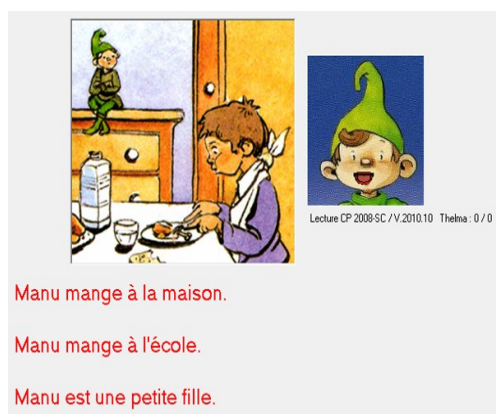 Lecture CP 2008-SC / V.2010.10 Thelma : 0 / 0
Manu mange à la maison.
Manu mange à l'école.
Manu est une petite fille.